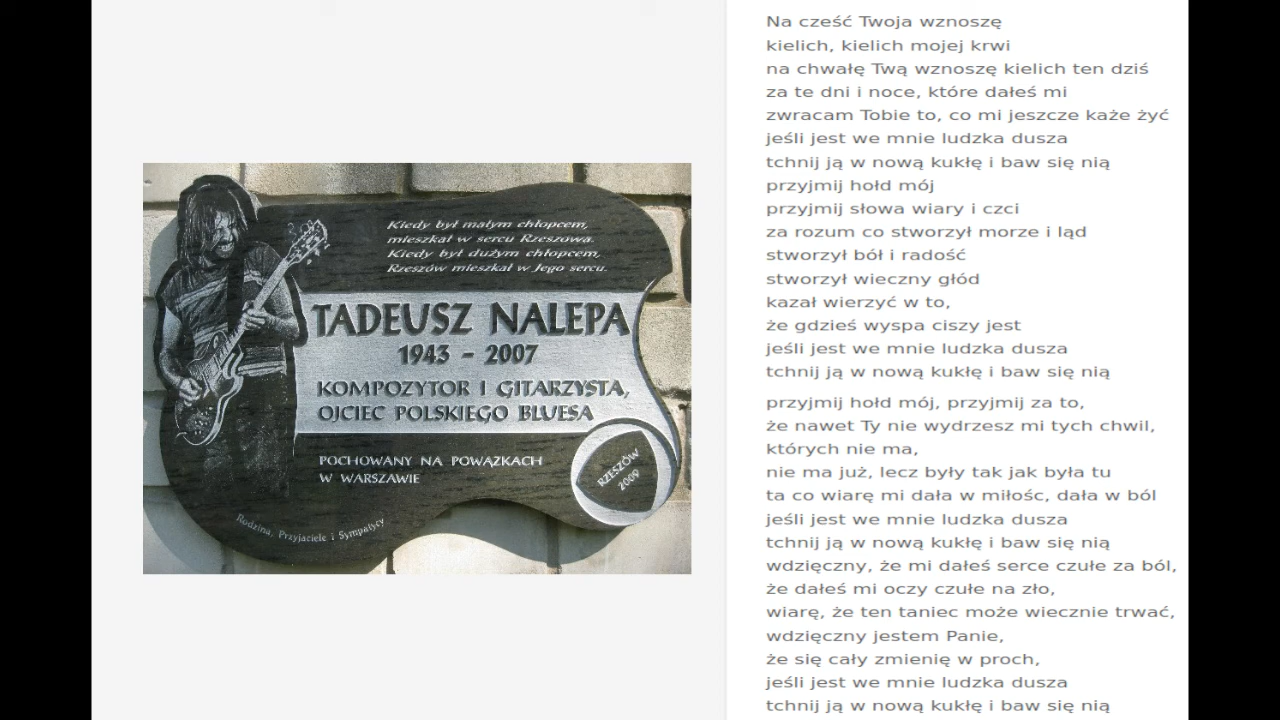 Kiedy był małym chłopcem,
mieszkał w sercu Rzeszowa.
Kiedy był dużym chłopcem,
Rzeszów mieszkał w Jego sercu.
TADEUSZ NALEPA
1943 - 2007
KOMPOZYTOR I GITARZYSTA,
OJCIEC POLSKIEGO BLUESA
POCHOWANY NA POWĄZKACH
W WARSZAWIE
RZESZÓW
2009
Rodzina, Przyjaciele i Sympatycy
Na cześć Twoja wznoszę
kielich, kielich mojej krwi
na chwałę Twą wznoszę kielich ten dziś
za te dni i noce, które dałeś mi
zwracam Tobie to, co mi jeszcze każe żyć
jeśli jest we mnie ludzka dusza
tchnij ją w nową kukłę i baw się nią
przyjmij hołd mój
przyjmij słowa wiary i czci
za rozum co stworzył morze i ląd
stworzył ból i radość
stworzył wieczny głód
kazał wierzyć w to,
że gdzieś wyspa ciszy jest
jeśli jest we mnie ludzka dusza
tchnij ją w nową kukłę i baw się nią
przyjmij hołd mój, przyjmij za to,
że nawet Ty nie wydrzesz mi tych chwil,
których nie ma,
nie ma już, lecz były tak jak była tu
ta co wiarę mi dała w miłośc, dała w ból
jeśli jest we mnie ludzka dusza
tchnij ją w nową kukłę i baw się nią
wdzięczny, że mi dałeś serce czułe za ból,
że dałeś mi oczy czułe na zło,
wiarę, że ten taniec może wiecznie trwać,
wdzięczny jestem Panie,
że się cały zmienię w proch,
jeśli jest we mnie ludzka dusza
tchnij ją w nową kukłę i baw się nią